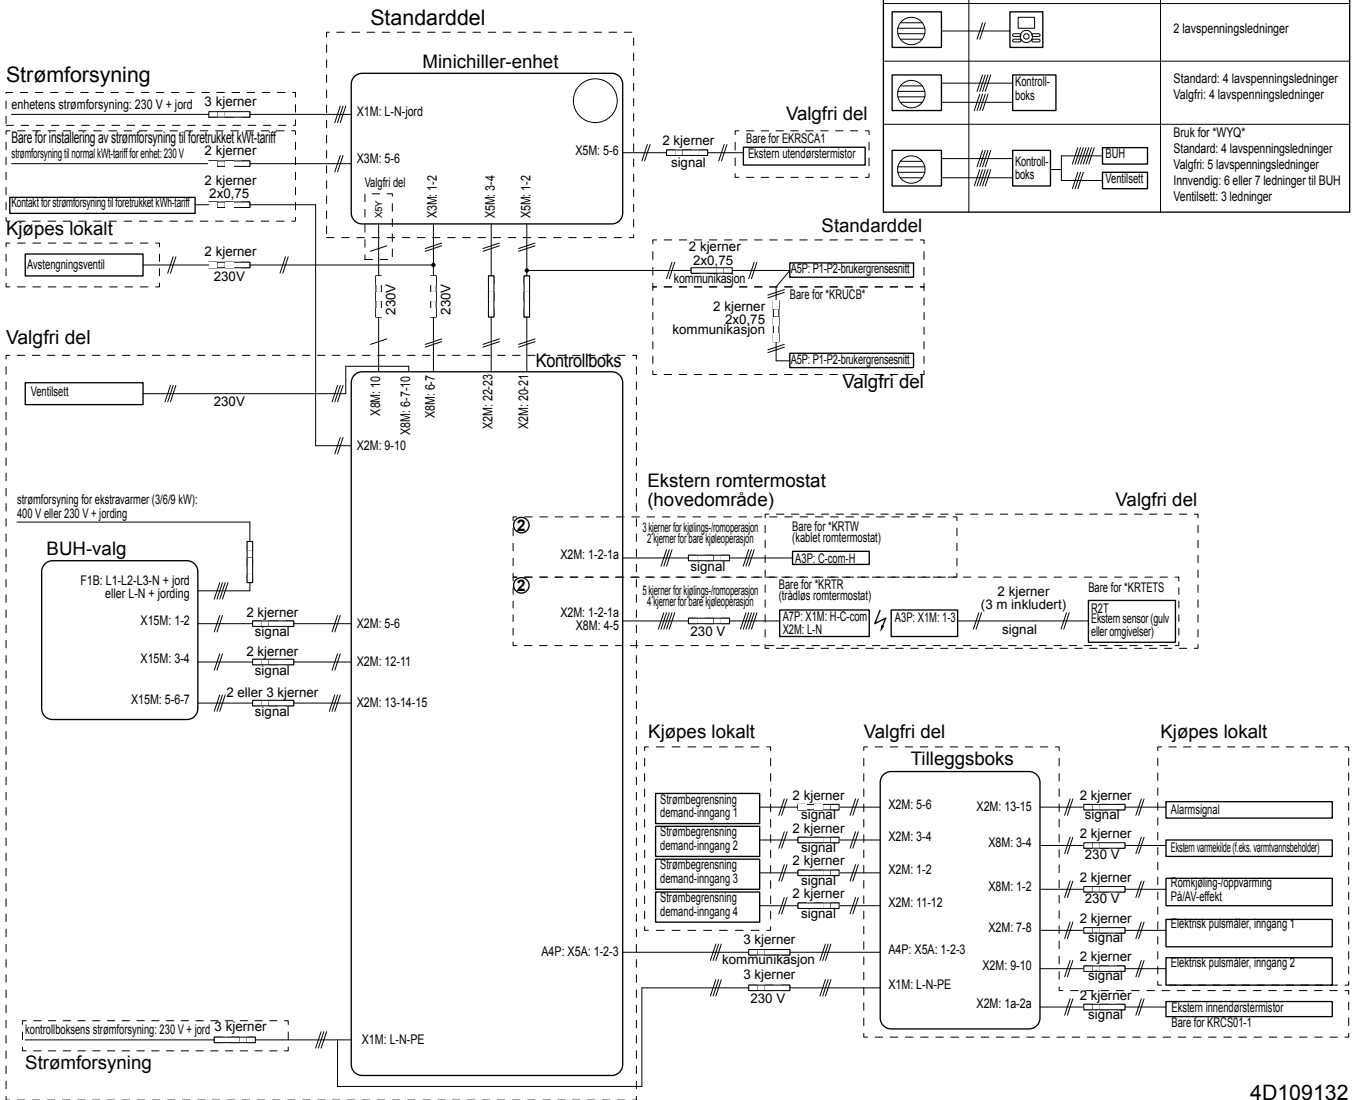 Standarddel
Minichiller-enhet
Strømforsyning
enhetens strømforsyning: 230 V + jord
3 kjerner
X1M: L-N-jord
Bare for installering av strømforsyning til foretrukket kWt-tariff
strømforsyning til normal kWt-tariff for enhet: 230 V
2 kjerner
X3M: 5-6
2 kjerner
2x0,75
Kontakt for strømforsyning til foretrukket kWh-tariff
Valgfri del
X5Y
X3M: 1-2
X5M: 3-4
X5M: 1-2
X5M: 5-6
2 kjerner
signal
Valgfri del
Bare for EKRSCA1
Ekstern utendørstermistor
2 lavspenningsledninger
Kontroll-
boks
Standard: 4 lavspenningsledninger
Valgfri: 4 lavspenningsledninger
Kontroll-
boks
BUH
Ventilsett
Bruk for *WYQ*
Standard: 4 lavspenningsledninger
Valgfri: 5 lavspenningsledninger
Innvendig: 6 eller 7 ledninger til BUH
Ventilsett: 3 ledninger
Kjøpes lokalt
Avstengningsventil
2 kjerner
230V
230V
230V
Standarddel
2 kjerner
2x0,75
kommunikasjon
A5P: P1-P2-brukergrensesnitt
Bare for *KRUCB*
2 kjerner
2x0,75
kommunikasjon
A5P: P1-P2-brukergrensesnitt
Valgfri del
Valgfri del
Ventilsett
230V
Kontrollboks
X8M: 10
X8M: 6-7-10
X8M: 6-7
X2M: 22-23
X2M: 20-21
X2M: 9-10
strømforsyning for ekstravarmer (3/6/9 kW):
400 V eller 230 V + jording
BUH-valg
F1B: L1-L2-L3-N + jord
eller L-N + jording
X15M: 1-2
2 kjerner
signal
X2M: 5-6
X15M: 3-4
2 kjerner
signal
X2M: 12-11
X15M: 5-6-7
2 eller 3 kjerner
signal
X2M: 13-14-15
Ekstern romtermostat
(hovedområde)
Valgfri del
2
X2M: 1-2-1a
3 kjerner for kjølings-/romoperasjon
2 kjerner for bare kjøleoperasjon
signal
Bare for *KRTW
(kablet romtermostat)
A3P: C-com-H
2
X2M: 1-2-1a
X8M: 4-5
5 kjerner for kjølings-/romoperasjon
4 kjerner for bare kjøleoperasjon
230 V
Bare for *KRTR
(trådløs romtermostat)
A7P: X1M: H-C-com
X2M: L-N
A3P: X1M: 1-3
2 kjerner
(3 m inkludert)
signal
Bare for *KRTETS
R2T
Ekstern sensor (gulv
eller omgivelser)
Kjøpes lokalt
Valgfri del
Kjøpes lokalt
Tilleggsboks
Strømbegrensning
demand-inngang 1
2 kjerner
signal
X2M: 5-6
Strømbegrensning
demand-inngang 2
2 kjerner
signal
X2M: 3-4
Strømbegrensning
demand-inngang 3
2 kjerner
signal
X2M: 1-2
Strømbegrensning
demand-inngang 4
2 kjerner
signal
X2M: 11-12
A4P: X5A: 1-2-3
3 kjerner
kommunikasjon
A4P: X5A: 1-2-3
3 kjerner
230 V
X1M: L-N-PE
X2M: 13-15
2 kjerner
signal
Alarmsignal
X8M: 3-4
2 kjerner
230 V
Ekstern varmekilde (f.eks. varmtvannsbeholder)
X8M: 1-2
2 kjerner
230 V
Romkjøling-/oppvarming
På/AV-effekt
X2M: 7-8
2 kjerner
signal
Elektrisk pulsmåler, inngang 1
X2M: 9-10
2 kjerner
signal
Elektrisk pulsmåler, inngang 2
X2M: 1a-2a
2 kjerner
signal
Ekstern innendørstermistor
Bare for KRCS01-1
kontrollboksens strømforsyning: 230 V + jord
3 kjerner
X1M: L-N-PE
Strømforsyning
4D109132